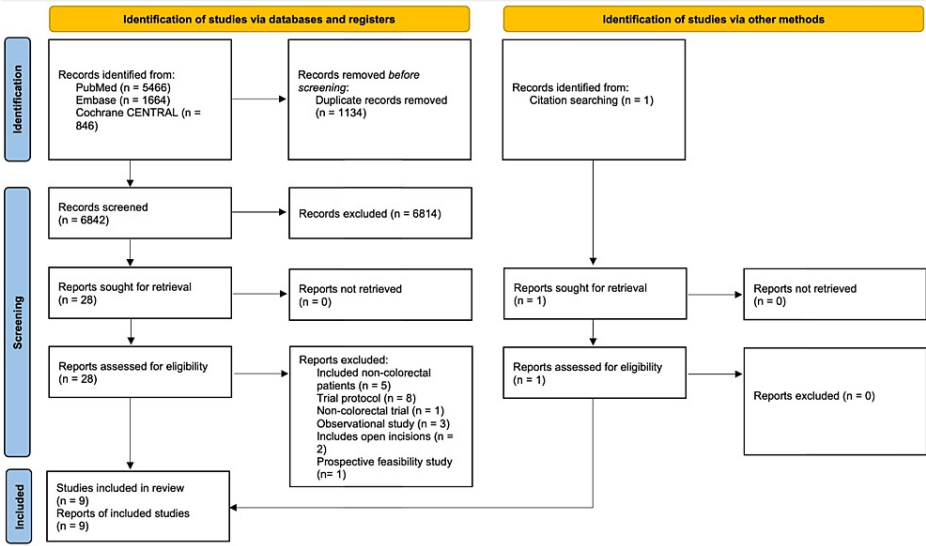 Identification of studies via databases and registers
Identification of studies via other methods
Identification
Records identified from:
PubMed (n = 5466)
Embase (n = 1664)
Cochrane CENTRAL (n =
846)
Records removed before
screening:
Duplicate records removed
(n = 1134)
Records identified from:
Citation searching (n = 1)
Screening
Records screened
(n = 6842)
Records excluded (n = 6814)
Reports sought for retrieval
(n = 28)
Reports not retrieved
(n = 0)
Reports sought for retrieval
(n = 1)
Reports not retrieved
(n = 0)
Reports assessed for eligibility
(n = 28)
Reports excluded:
Included non-colorectal
patients (n = 5)
Trial protocol (n = 8)
Non-colorectal trial (n = 1)
Observational study (n = 3)
Includes open incisions (n =
2)
Prospective feasibility study
(n= 1)
Reports assessed for eligibility
(n = 1)
Reports excluded (n = 0)
Included
Studies included in review
(n = 9)
Reports of included studies
(n = 9)